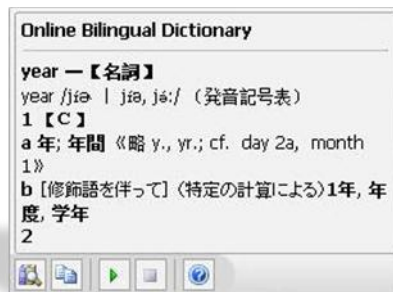 Online Bilingual Dictionary
year ―【名詞】
year /jíɚ | jíə, jə́ː/ （発音記号表）
1 【C】
a 年; 年間 《略 y., yr.; cf. day 2a, month
1》
b [修飾語を伴って]〈特定の計算による〉1年, 年
度, 学年
2